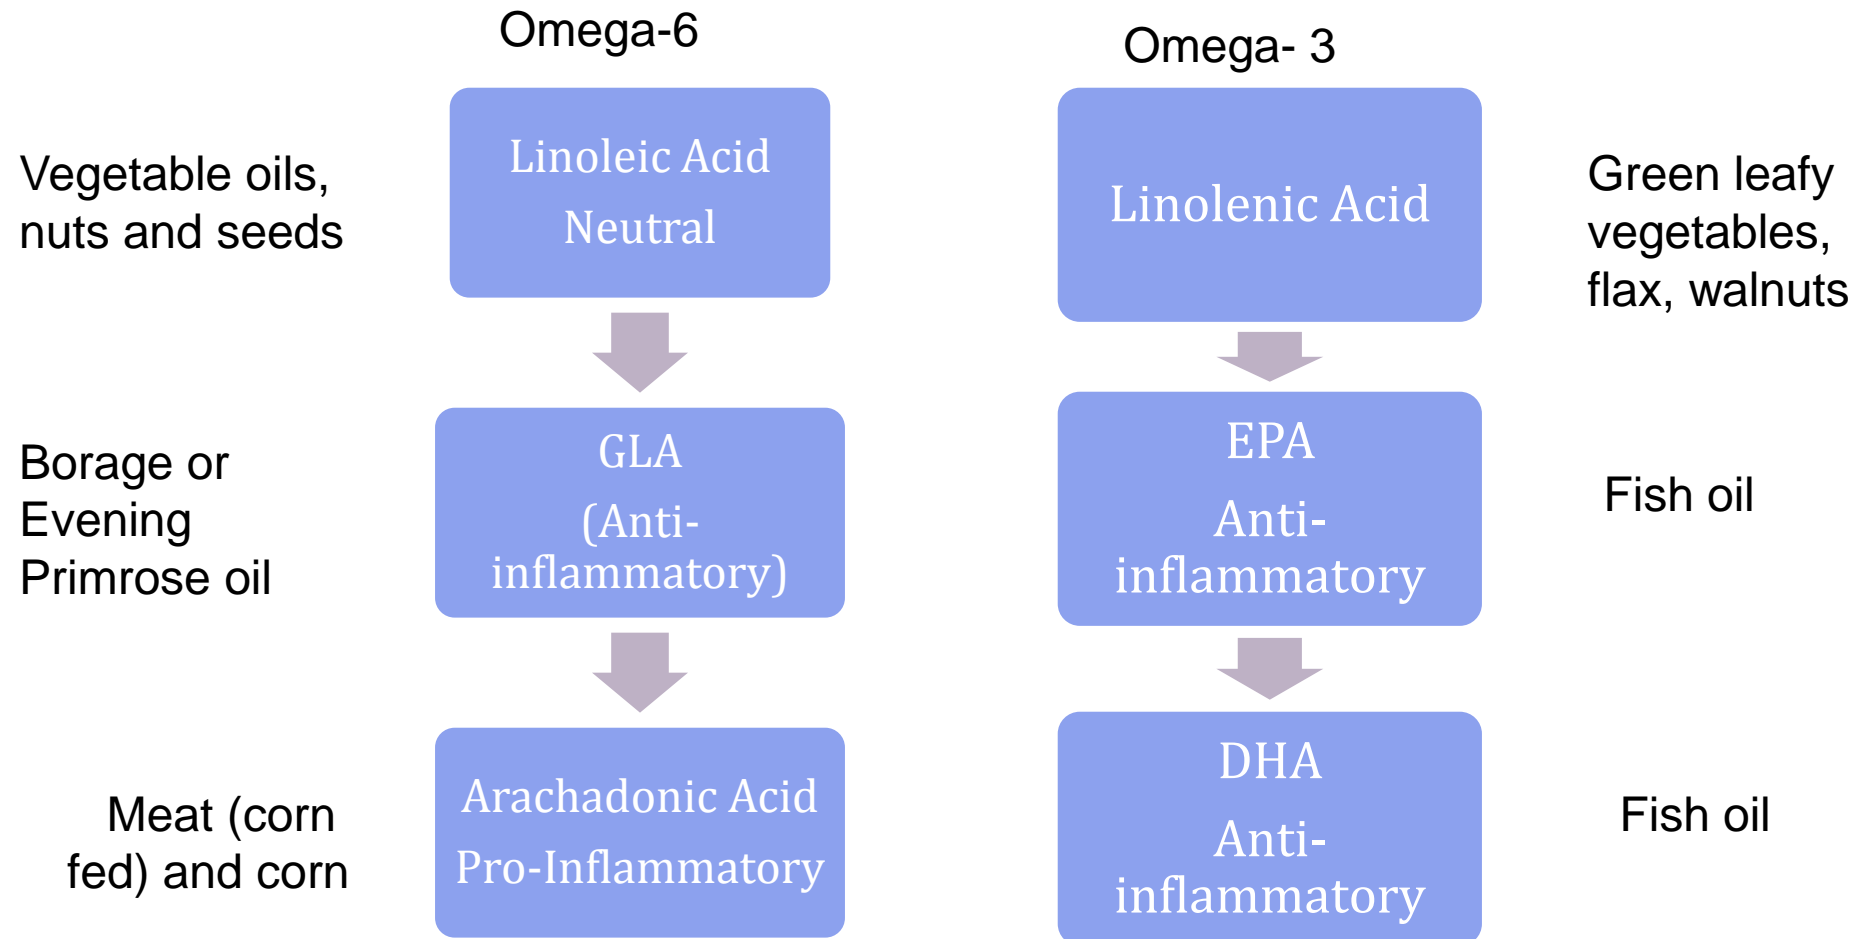 Omega-6
Omega- 3
Vegetable oils,
nuts and seeds
Linoleic Acid
Neutral
Linolenic Acid
Green leafy
vegetables,
flax, walnuts
Borage or
Evening
Primrose oil
GLA
(Anti-
inflammatory)
EPA
Anti-
inflammatory
Fish oil
Meat (corn
fed) and corn
Arachadonic Acid
Pro-Inflammatory
DHA
Anti-
inflammatory
Fish oil